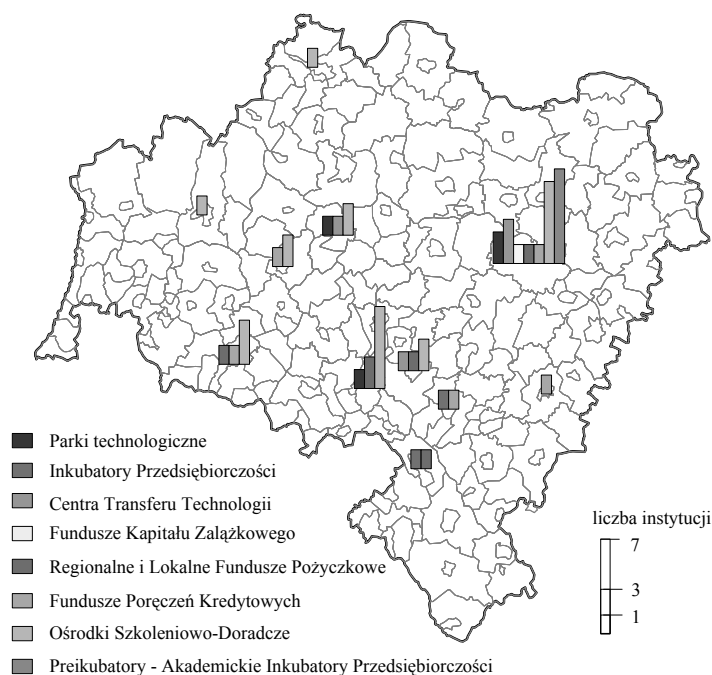 Parki technologiczne
Inkubatory Przedsiębiorczości
Centra Transferu Technologii
Fundusze Kapitału Zalążkowego
Regionalne i Lokalne Fundusze Pożyczkowe
Fundusze Poręczeń Kredytowych
Ośrodki Szkoleniowo-Doradcze
Preikubatory - Akademickie Inkubatory Przedsiębiorczości
liczba instytucji
7
3
1